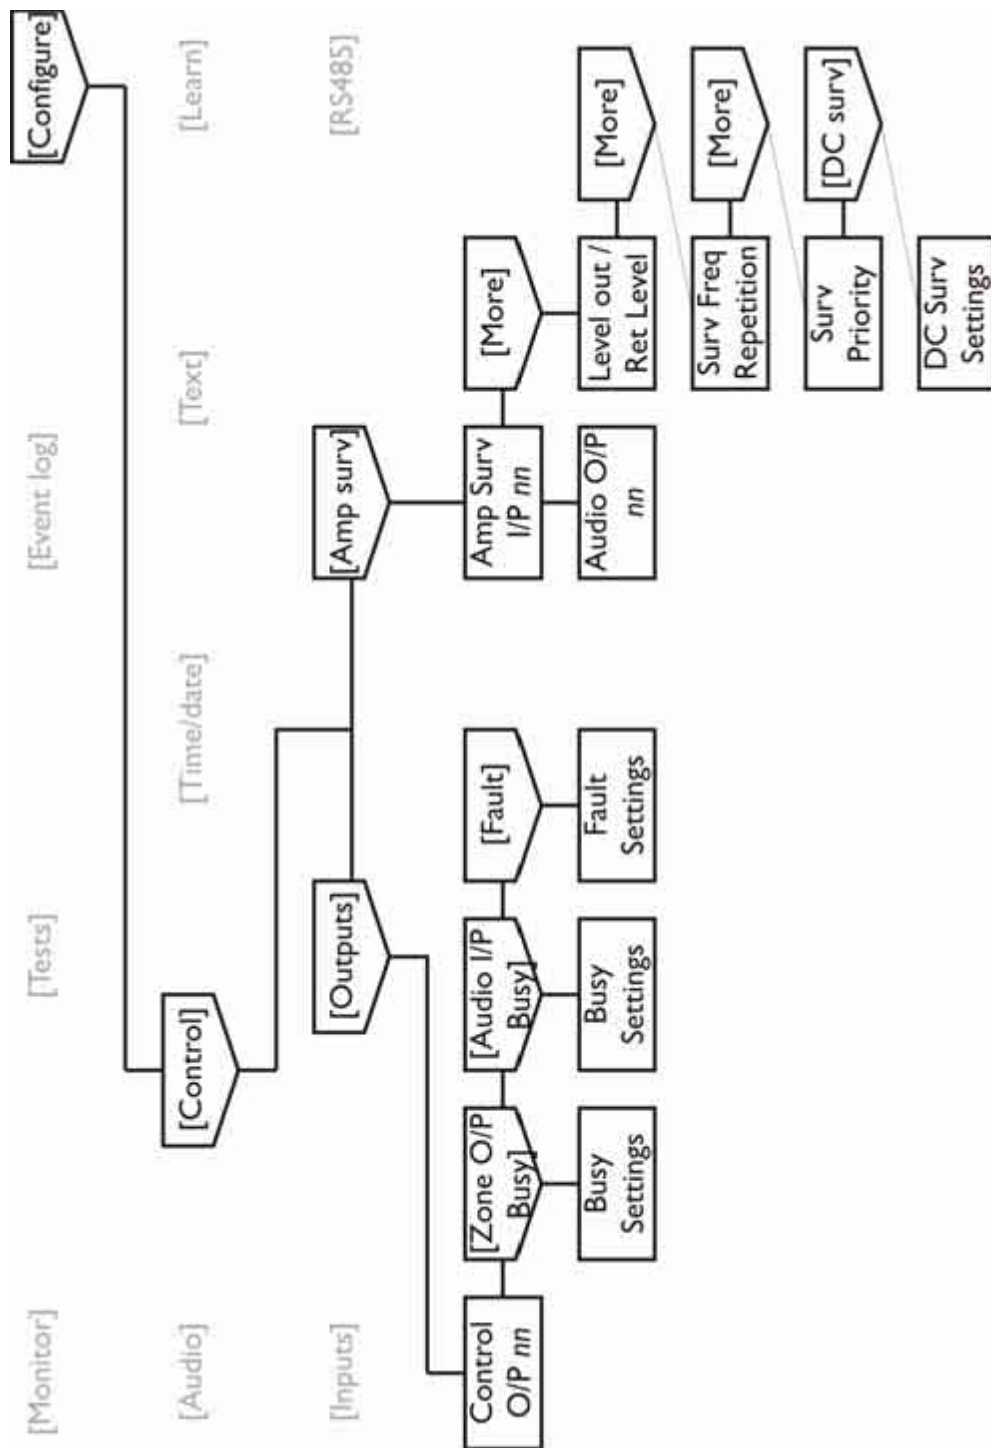 [Monitor]
[Tests]
[Event log]
[Configure]
[Audio]
[Control]
[Time/date]
[Text]
[Learn]
[Inputs]
[Outputs]
[Amp surv]
[RS485]
Control
O/P nn
[Zone O/P
Busy]
[Audio I/P
Busy]
[Fault]
Amp Surv
I/P nn
[More]
Busy
Settings
Busy
Settings
Fault
Settings
Audio O/P
nn
Level out /
Ret Level
[More]
Surv Freq
Repetition
[More]
Surv
Priority
[DC surv]
DC Surv
Settings